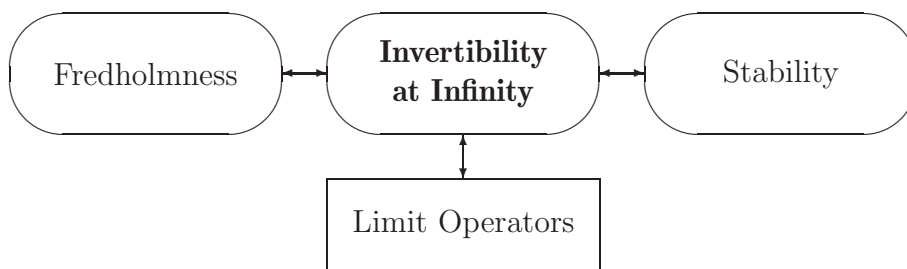 Fredholmness
Invertibility
at Infinity
Stability
Limit Operators